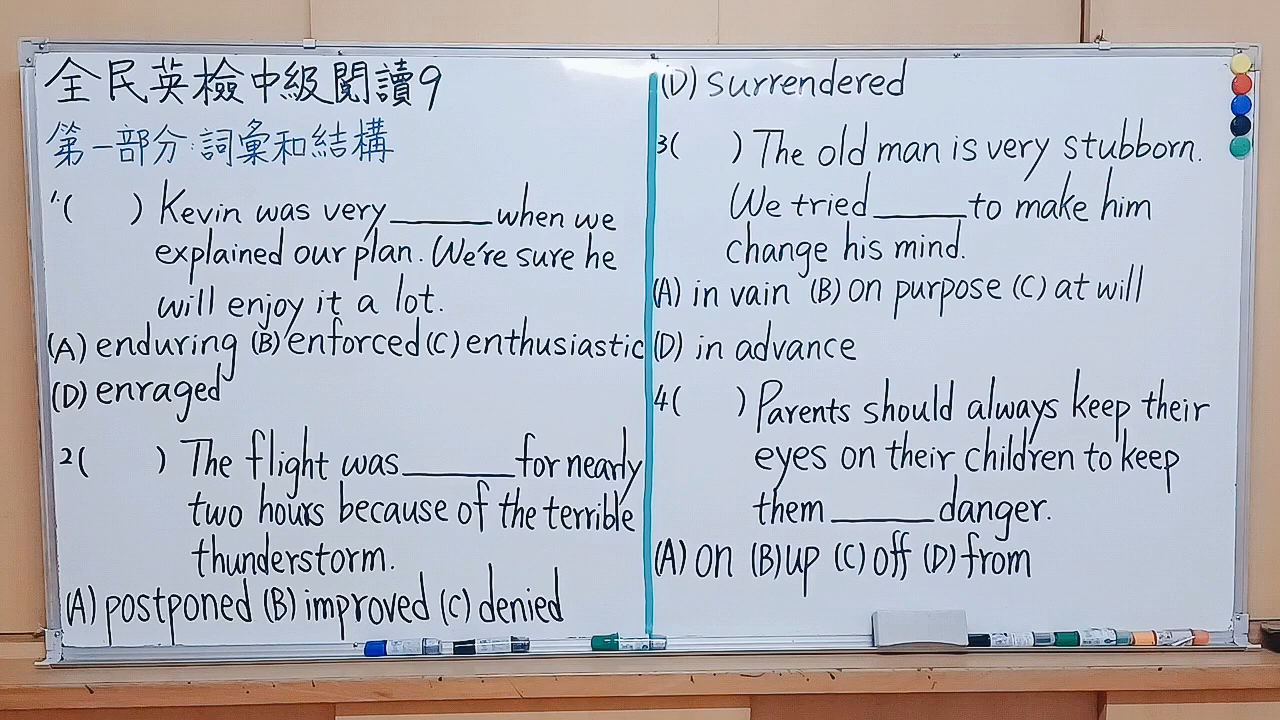 全民英檢中級閱讀9
第一部分:詞彙和結構
1.( ) Kevin was very ______ when we
explained our plan. We're sure he
will enjoy it a lot.
(A) enduring (B) enforced (C) enthusiastic
(D) enraged
2( ) The flight was ______ for nearly
two hours because of the terrible
thunderstorm.
(A) postponed (B) improved (C) denied
(D) surrendered
3( ) The old man is very stubborn.
We tried ______ to make him
change his mind.
(A) in vain (B) on purpose (C) at will
(D) in advance
4( ) Parents should always keep their
eyes on their children to keep
them ______ danger.
(A) on (B) up (C) off (D) from